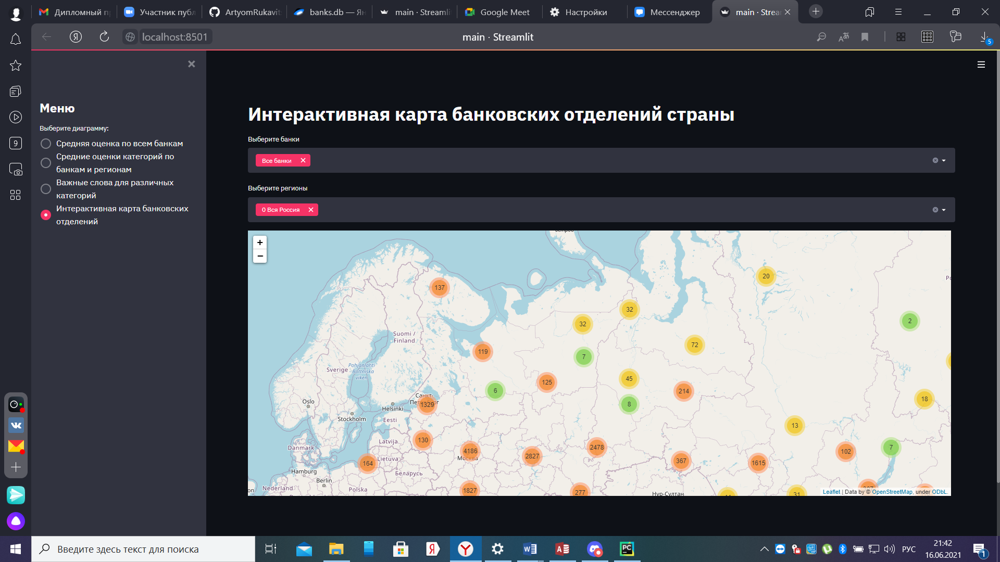 Дипломный п
Участник публ
ArtyomRukavit
banks.db — Ян
main · Streamli
Google Meet
Настройки
Мессенджер
main · Strea
localhost:8501
main · Streamlit
5
9
Меню
Выберите диаграмму:
Средняя оценка по всем банкам
Средние оценки категорий по
банкам и регионам
Важные слова для различных
категорий
Интерактивная карта банковских
отделений
Интерактивная карта банковских отделений страны
Выберите банки
Все банки
Выберите регионы
0 Вся Россия
+
−
20
137
32
32
2
Suomi /
Finland
72
119
7
Sverige
Pohjanlahti
- Bottniska
viken
45
125
6
214
Санкт-
Петербург
1329
8
18
Oslo
Helsinki
Stockholm
Eesti
13
130
Latvija
4186
Москва
2827
2478
102
7
Danmark
164
Lietuva
367
1615
Hamburg
Беларусь
Berlin
Nederland
Polska
1827
277
Нур-Султан
31
Leaflet | Data by © OpenStreetMap, under ODbL.
Введите здесь текст для поиска
РУС
21:42
16.06.2021
1